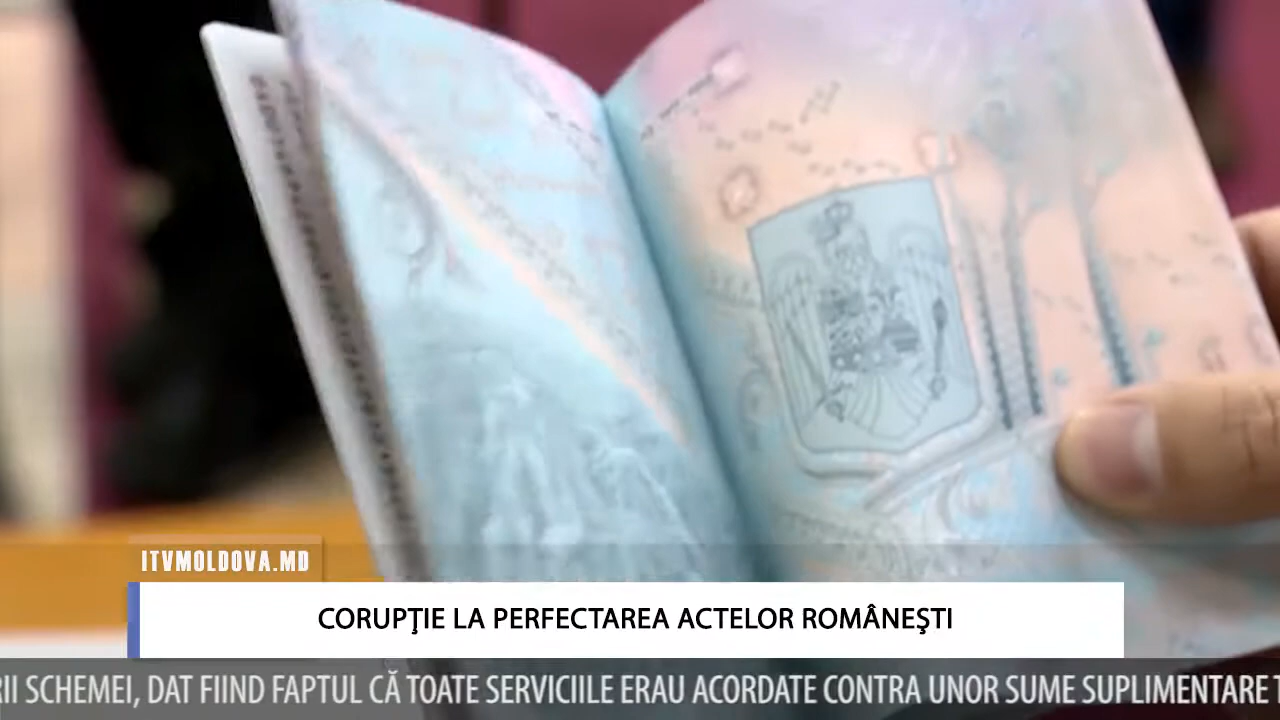 ITVMOLDOVA.MD
CORUPŢIE LA PERFECTAREA ACTELOR ROMÂNEŞTI
SCHEMEI, DAT FIIND FAPTUL CĂ TOATE SERVICIILE ERAU ACORDATE CONTRA UNOR SUME SUPLIMENTARE